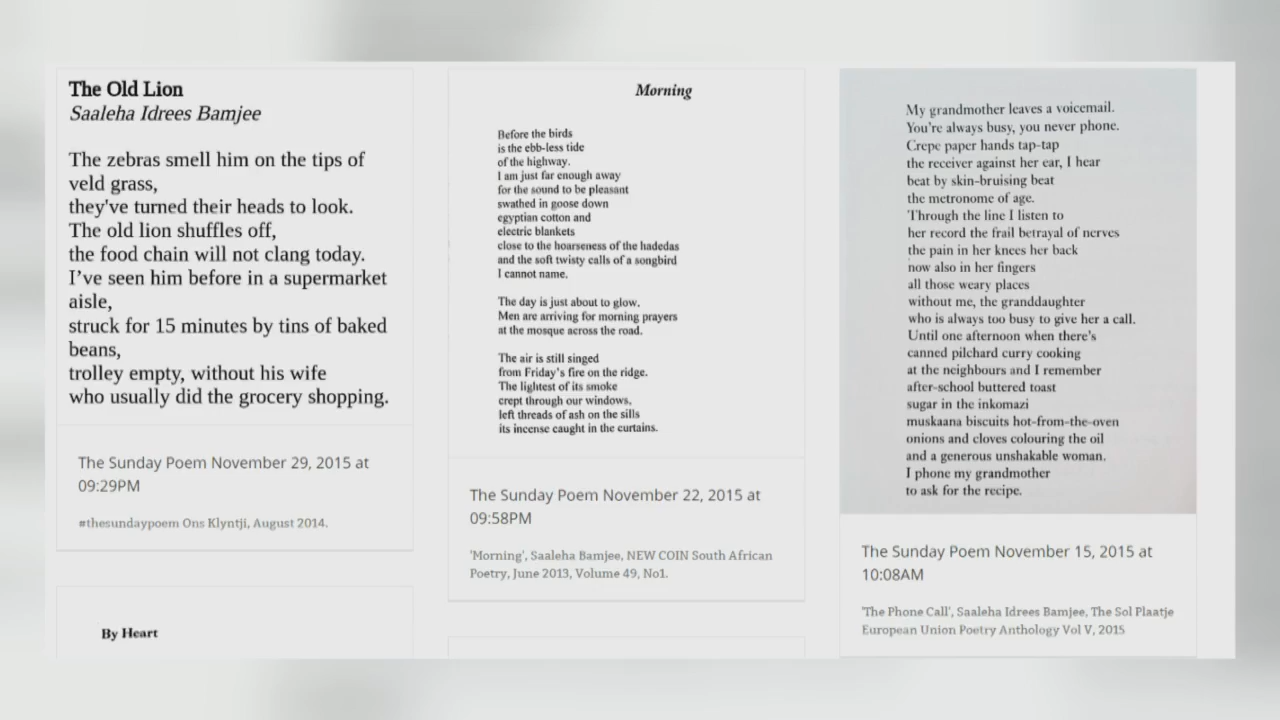 The Old Lion
Saaleha Idrees Bamjee
The zebras smell him on the tips of
veld grass,
they've turned their heads to look.
The old lion shuffles off,
the food chain will not clang today.
I've seen him before in a supermarket
aisle,
struck for 15 minutes by tins of baked
beans,
trolley empty, without his wife
who usually did the grocery shopping.
The Sunday Poem November 29, 2015 at
09:29PM
#thesundaypoem Ons Klyntji, August 2014.
By Heart
Morning
Before the birds
is the ebb-less tide
of the highway.
I am just far enough away
for the sound to be pleasant
swathed in goose down
egyptian cotton and
electric blankets
close to the hoarseness of the hadedas
and the soft twisty calls of a songbird
I cannot name.
The day is just about to glow.
Men are arriving for morning prayers
at the mosque across the road.
The air is still singed
from Friday's fire on the ridge.
The lightest of its smoke
crept through our windows,
left threads of ash on the sills
its incense caught in the curtains.
The Sunday Poem November 22, 2015 at
09:58PM
'Morning', Saaleha Bamjee, NEW COIN South African
Poetry, June 2013, Volume 49, No1.
My grandmother leaves a voicemail.
You're always busy, you never phone.
Crepe paper hands tap-tap
the receiver against her ear, I hear
beat by skin-bruising beat
the metronome of age.
Through the line I listen to
her record the frail betrayal of nerves
the pain in her knees her back
now also in her fingers
all those weary places
without me, the granddaughter
who is always too busy to give her a call.
Until one afternoon when there's
canned pilchard curry cooking
at the neighbours and I remember
after-school buttered toast
sugar in the inkomazi
muskaana biscuits hot-from-the-oven
onions and cloves colouring the oil
and a generous unshakable woman.
I phone my grandmother
to ask for the recipe.
The Sunday Poem November 15, 2015 at
10:08AM
'The Phone Call', Saaleha Idrees Bamjee, The Sol Plaatje
European Union Poetry Anthology Vol V, 2015